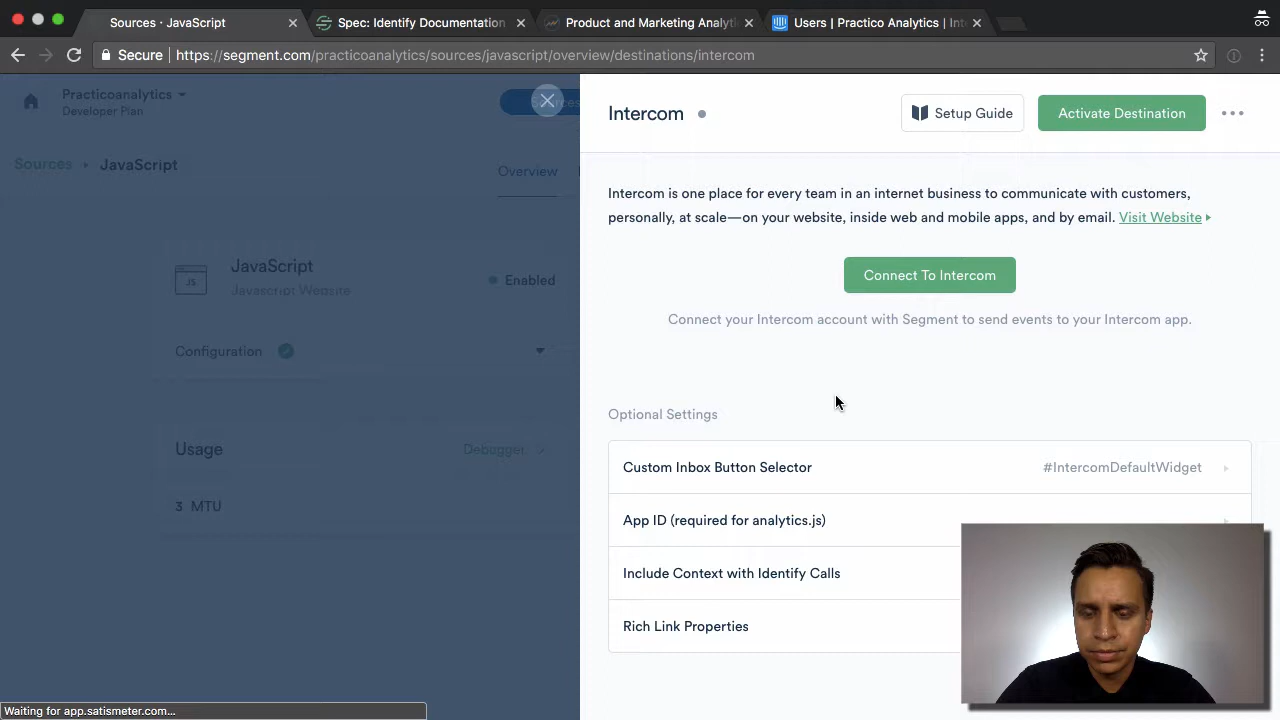 Sources · JavaScript
Spec: Identify Documentation
Product and Marketing Analyti
Users | Practico Analytics | Int
Secure
https://segment.com/practicoanalytics/sources/javascript/overview/destinations/intercom
Practicoanalytics
Developer Plan
Sources
Intercom
Setup Guide
Activate Destination
Sources
JavaScript
Overview
Intercom is one place for every team in an internet business to communicate with customers,
personally, at scale—on your website, inside web and mobile apps, and by email. Visit Website
JavaScript
Javascript Website
JS
Enabled
Connect To Intercom
Connect your Intercom account with Segment to send events to your Intercom app.
Configuration
Optional Settings
Usage
Debugger
Custom Inbox Button Selector
#IntercomDefaultWidget
3 MTU
App ID (required for analytics.js)
Include Context with Identify Calls
Rich Link Properties
Waiting for app.satismeter.com...